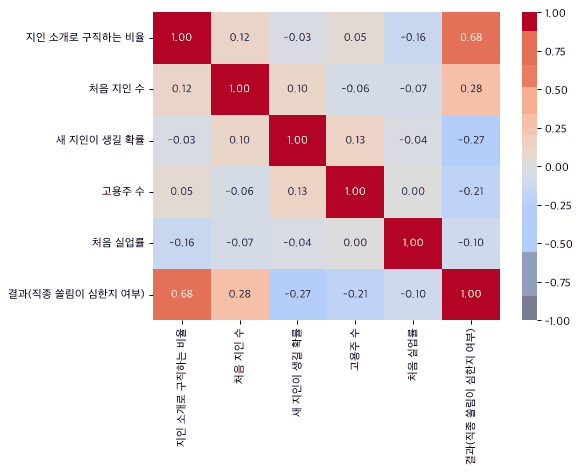 지인 소개로 구직하는 비율 1.00 0.12 -0.03 0.05 -0.16 0.68
처음 지인 수 0.12 1.00 0.10 -0.06 -0.07 0.28
새 지인이 생길 확률 -0.03 0.10 1.00 0.13 -0.04 -0.27
고용주 수 0.05 -0.06 0.13 1.00 0.00 -0.21
처음 실업률 -0.16 -0.07 -0.04 0.00 1.00 -0.10
결과(직종 쏠림이 심한지 여부) 0.68 0.28 -0.27 -0.21 -0.10 1.00
지인 소개로 구직하는 비율
처음 지인 수
새 지인이 생길 확률
고용주 수
처음 실업률
결과(직종 쏠림이 심한지 여부)
1.00
0.75
0.50
0.25
0.00
-0.25
-0.50
-0.75
-1.00